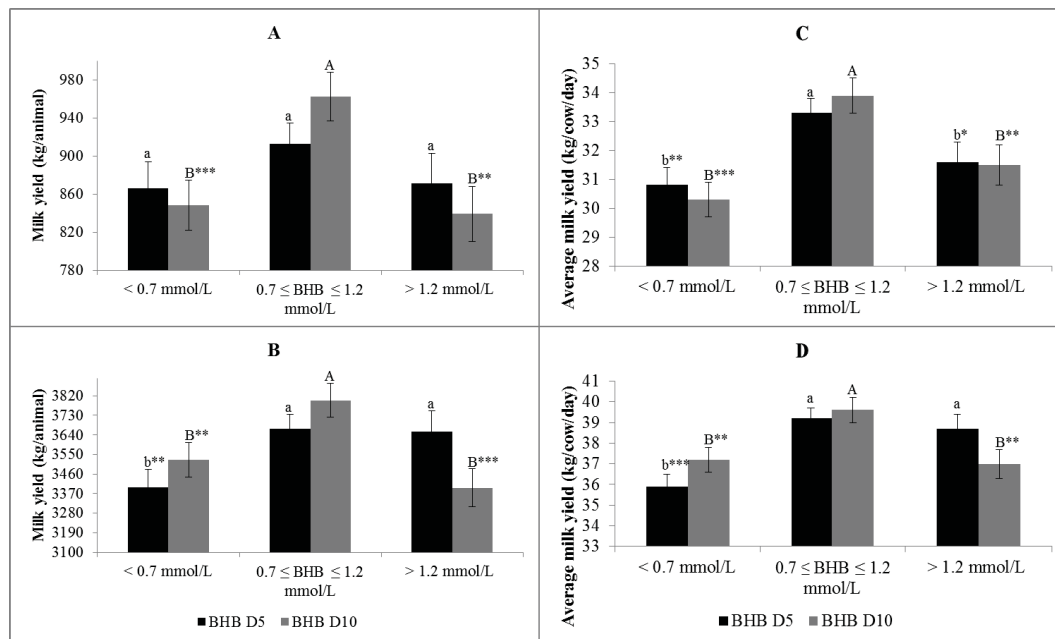 A
Milk yield (kg/animal)
980
940
900
860
820
780
a
B***
a
A
a
B**
< 0.7 mmol/L
0.7 ≤ BHB ≤ 1.2
mmol/L
> 1.2 mmol/L
C
Average milk yield (kg/cow/day)
35
34
33
32
31
30
29
28
b**
B***
a
A
b*
B**
< 0.7 mmol/L
0.7 ≤ BHB ≤ 1.2
mmol/L
> 1.2 mmol/L
B
Milk yield (kg/animal)
3820
3730
3640
3550
3460
3370
3280
3190
3100
b**
B**
a
A
a
B***
< 0.7 mmol/L
0.7 ≤ BHB ≤ 1.2
mmol/L
> 1.2 mmol/L
BHB D5
BHB D10
D
Average milk yield (kg/cow/day)
41
40
39
38
37
36
35
34
33
b***
B**
a
A
a
B**
< 0.7 mmol/L
0.7 ≤ BHB ≤ 1.2
mmol/L
> 1.2 mmol/L
BHB D5
BHB D10